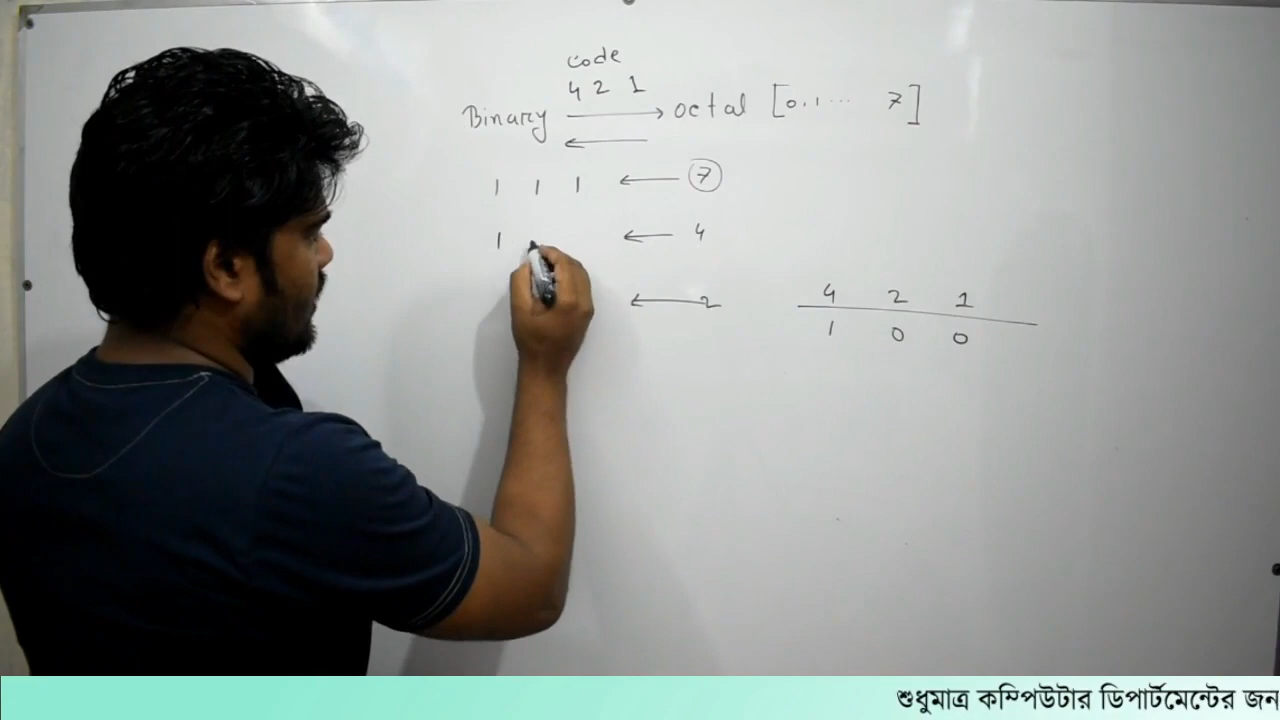 code
4 2 1
Binary → octal [0,1... 7]
←
1 1 1 ← 7
1 ← 4
← 2
4 2 1
1 0 0
শুধুমাত্র কম্পিউটার ডিপার্টমেন্টের জন